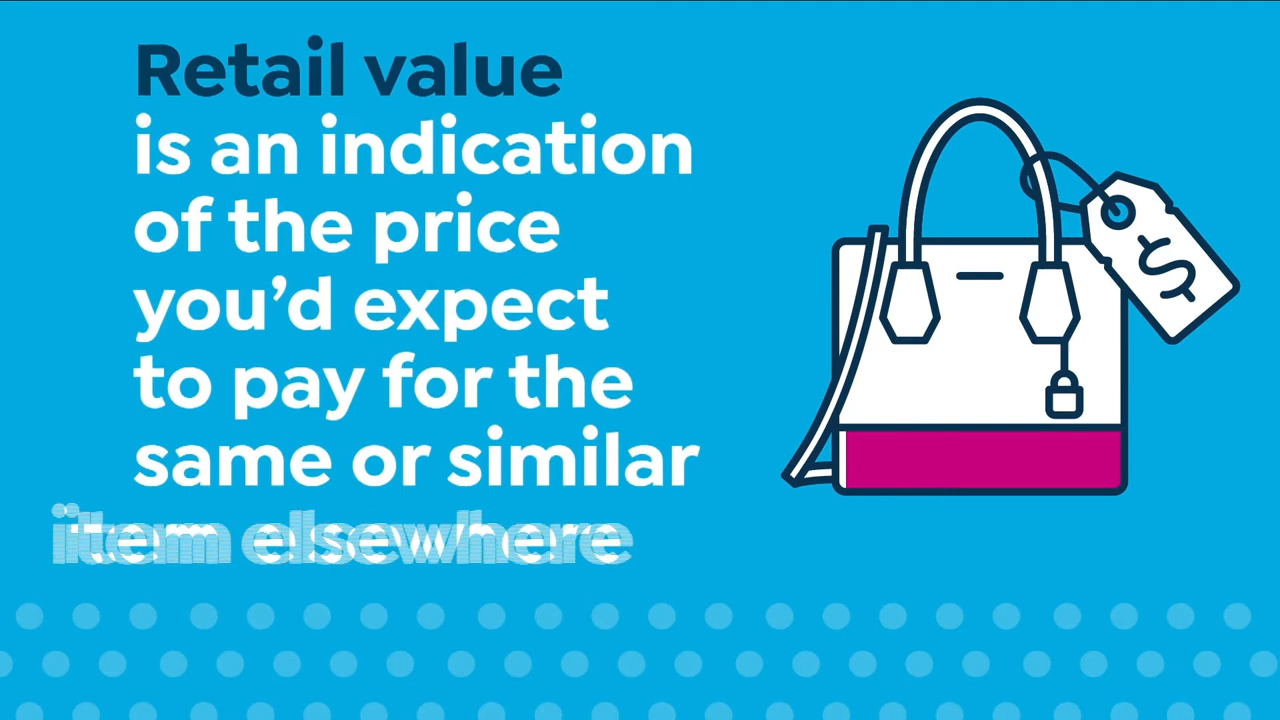 Retail value
is an indication
of the price
you’d expect
to pay for the
same or similar
item elsewhere
$